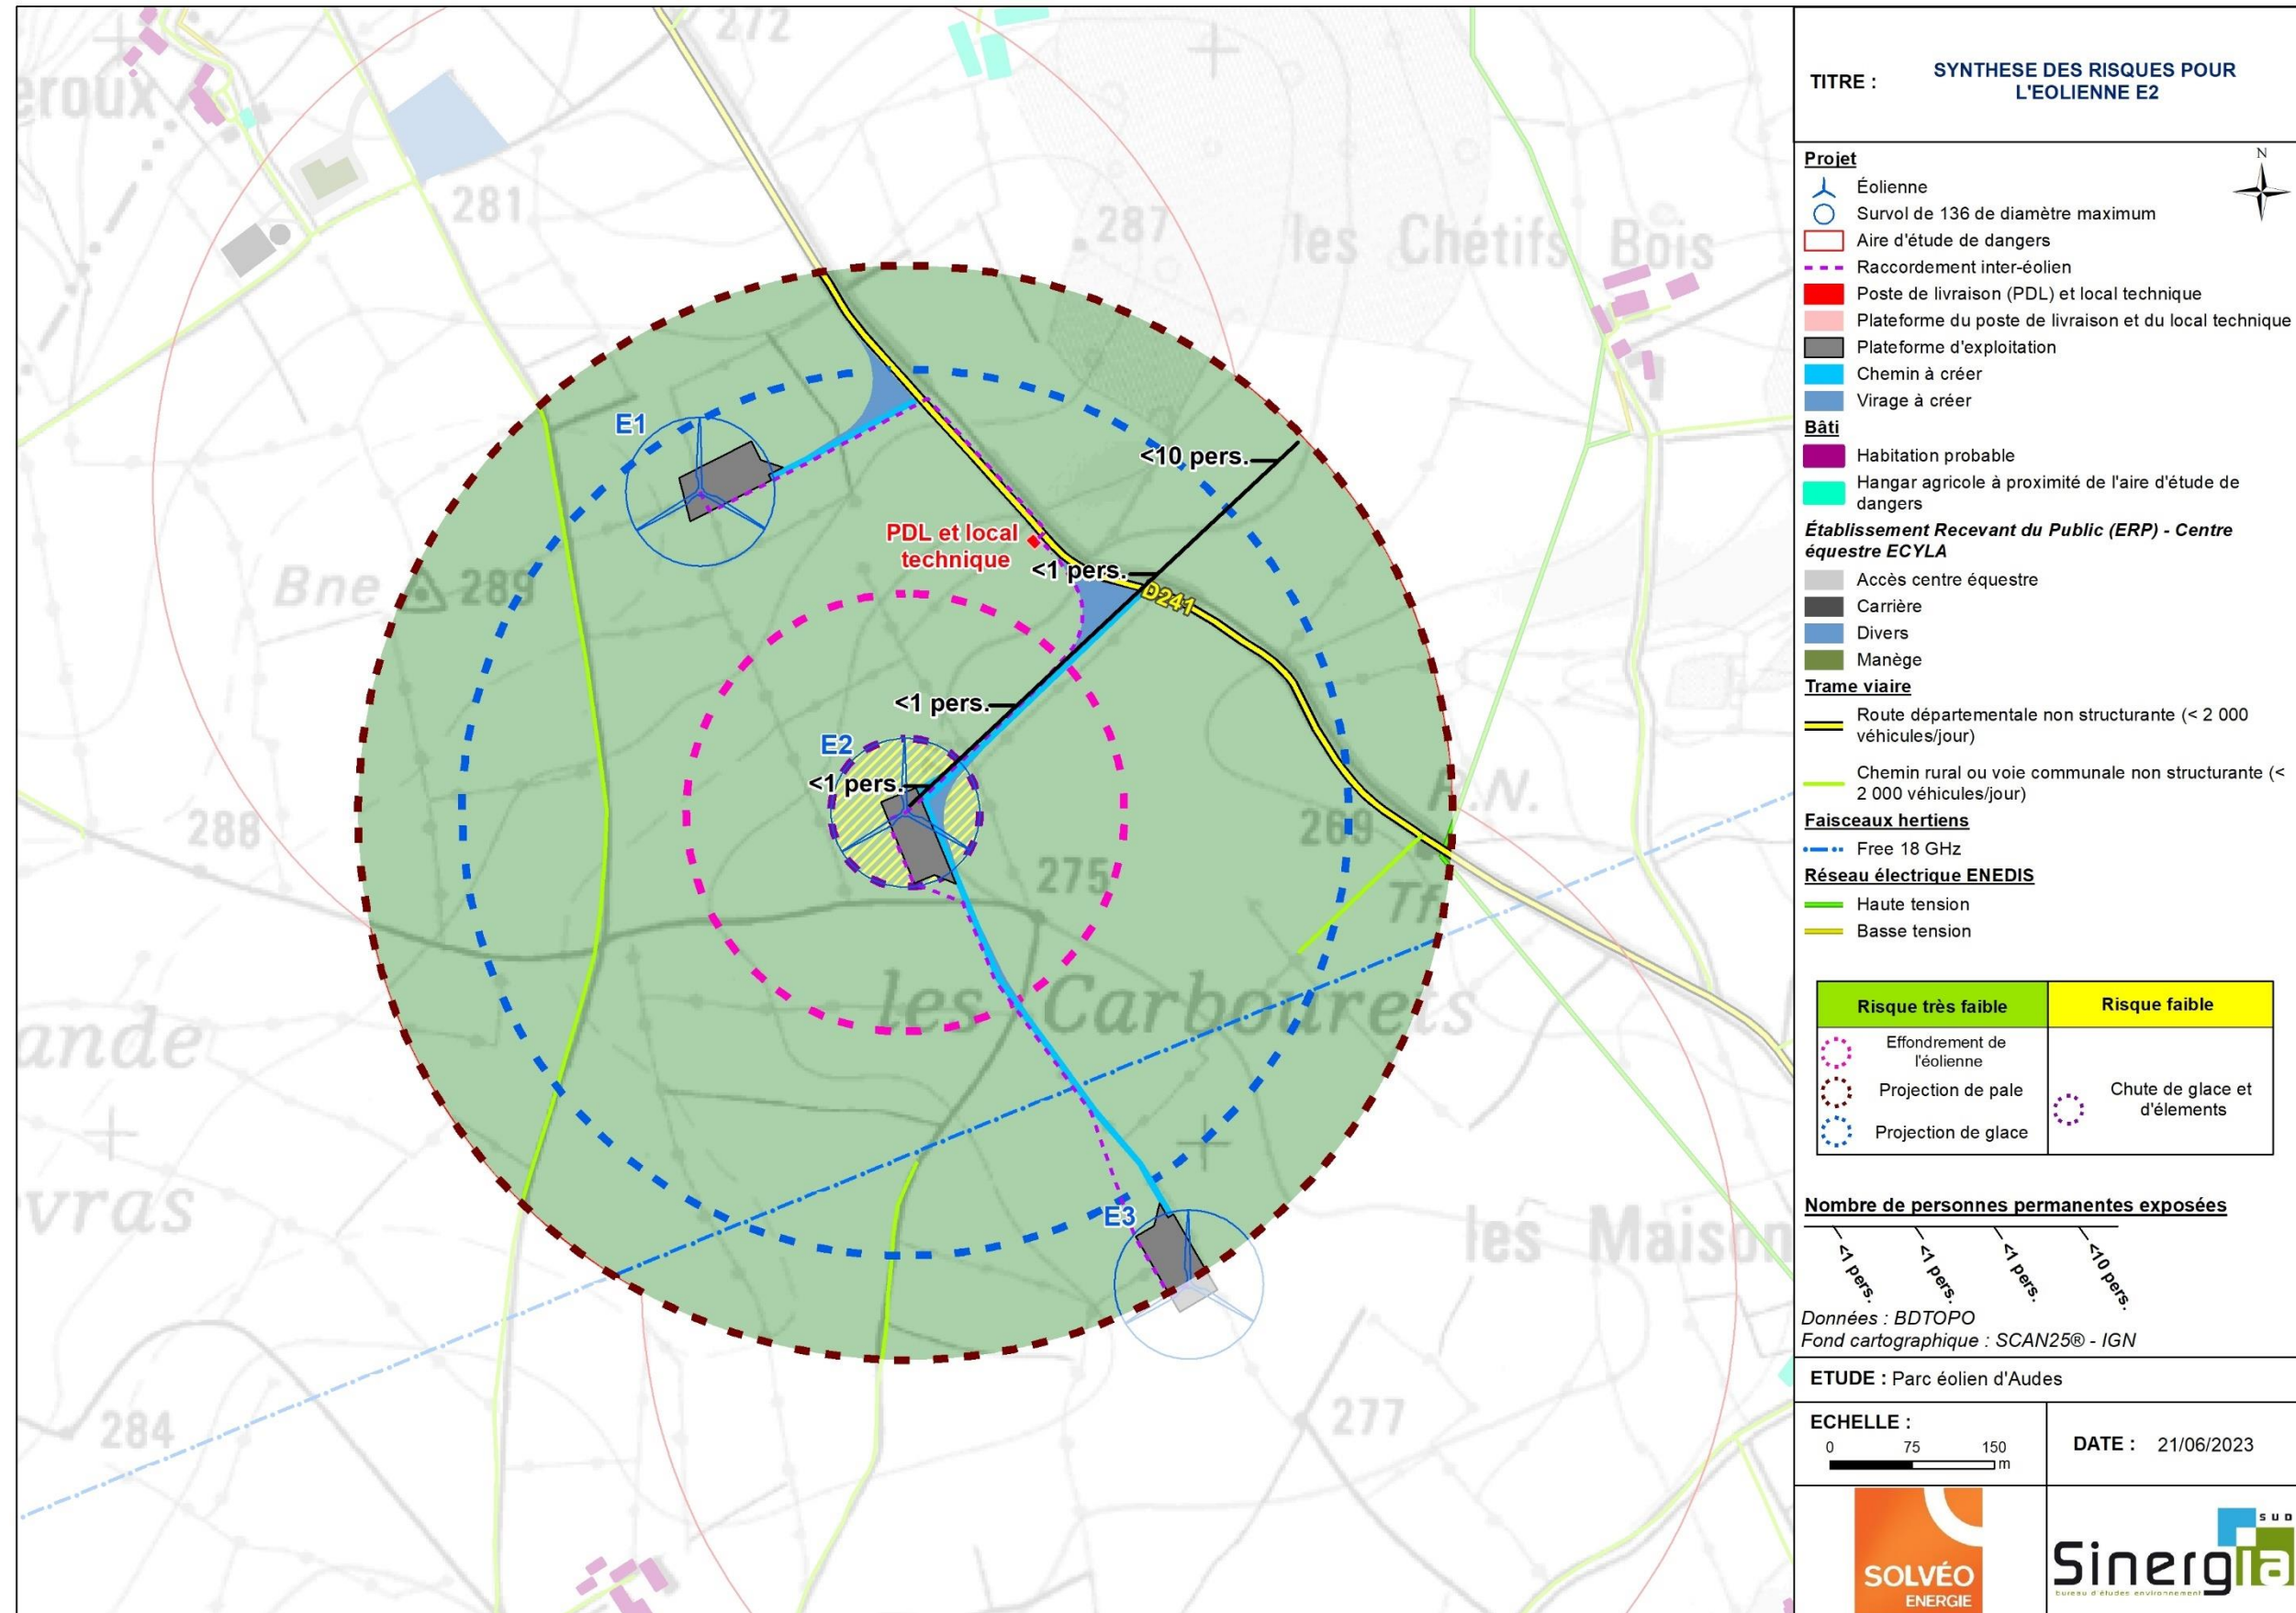 272
eroux
281
287
les Chétifs Bois
E1
<10 pers.
PDL et local
technique
<1 pers.
D241
Bne 289
<1 pers.
E2
<1 pers.
P.N.
288
269
275
Tf.
les Carbourets
ande
vras
E3
les Maison
284
277
TITRE :
SYNTHESE DES RISQUES POUR
L'EOLIENNE E2
N
Projet
Éolienne
Survol de 136 de diamètre maximum
Aire d'étude de dangers
Raccordement inter-éolien
Poste de livraison (PDL) et local technique
Plateforme du poste de livraison et du local technique
Plateforme d'exploitation
Chemin à créer
Virage à créer
Bâti
Habitation probable
Hangar agricole à proximité de l'aire d'étude de
dangers
Établissement Recevant du Public (ERP) - Centre
équestre ECYLA
Accès centre équestre
Carrière
Divers
Manège
Trame viaire
Route départementale non structurante (< 2 000
véhicules/jour)
Chemin rural ou voie communale non structurante (<
2 000 véhicules/jour)
Faisceaux hertiens
Free 18 GHz
Réseau électrique ENEDIS
Haute tension
Basse tension
Risque très faible
Risque faible
Effondrement de
l'éolienne
Projection de pale
Projection de glace
Chute de glace et
d'élements
Nombre de personnes permanentes exposées
<1 pers.
<1 pers.
<1 pers.
<10 pers.
Données : BDTOPO
Fond cartographique : SCAN25® - IGN
ETUDE : Parc éolien d'Audes
ECHELLE :
0 75 150
m
DATE : 21/06/2023
SOLVÉO
ENERGIE
SUD
Sinergia
bureau d'études environnement